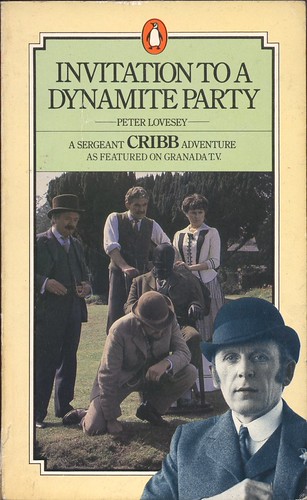 INVITATION TO A
DYNAMITE PARTY
PETER LOVESEY
A SERGEANT CRIBB ADVENTURE
AS FEATURED ON GRANADA T.V.